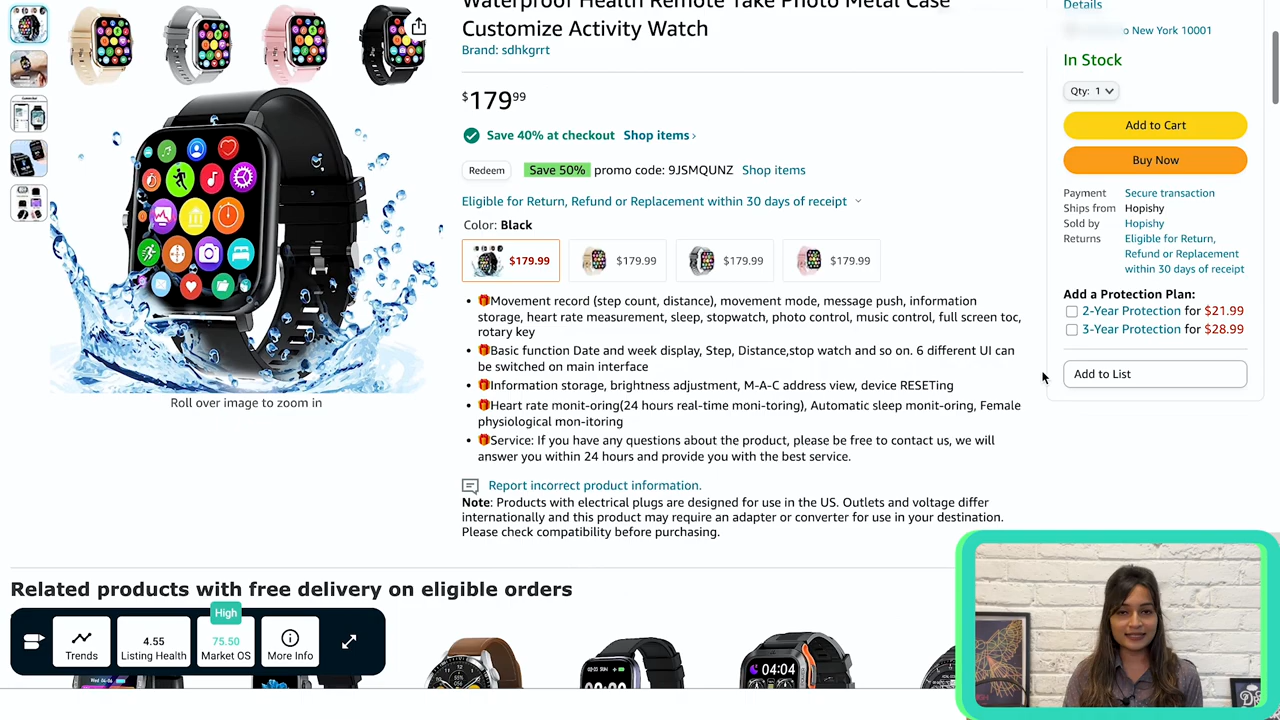 Waterproof Health Remote Take Photo Metal Case
Customize Activity Watch
Brand: sdhkgrrt
$179 99
Save 40% at checkout Shop items ›
Redeem Save 50% promo code: 9JSMQUNZ Shop items
Eligible for Return, Refund or Replacement within 30 days of receipt
Color: Black
$179.99 $179.99 $179.99 $179.99
• 🎁Movement record (step count, distance), movement mode, message push, information
storage, heart rate measurement, sleep, stopwatch, photo control, music control, full screen toc,
rotary key
• 🎁Basic function Date and week display, Step, Distance,stop watch and so on. 6 different UI can
be switched on main interface
• 🎁Information storage, brightness adjustment, M-A-C address view, device RESETing
• 🎁Heart rate monit-oring(24 hours real-time moni-toring), Automatic sleep monit-oring, Female
physiological mon-itoring
• 🎁Service: If you have any questions about the product, please be free to contact us, we will
answer you within 24 hours and provide you with the best service.
Report incorrect product information.
Note: Products with electrical plugs are designed for use in the US. Outlets and voltage differ
internationally and this product may require an adapter or converter for use in your destination.
Please check compatibility before purchasing.
Roll over image to zoom in
Details
New York 10001
In Stock
Qty: 1
Add to Cart
Buy Now
Payment Secure transaction
Ships from Hopishy
Sold by Hopishy
Returns Eligible for Return,
Refund or Replacement
within 30 days of receipt
Add a Protection Plan:
2-Year Protection for $21.99
3-Year Protection for $28.99
Add to List
Related products with free delivery on eligible orders
High
Trends
4.55
Listing Health
75.50
Market OS
More Info
04:04